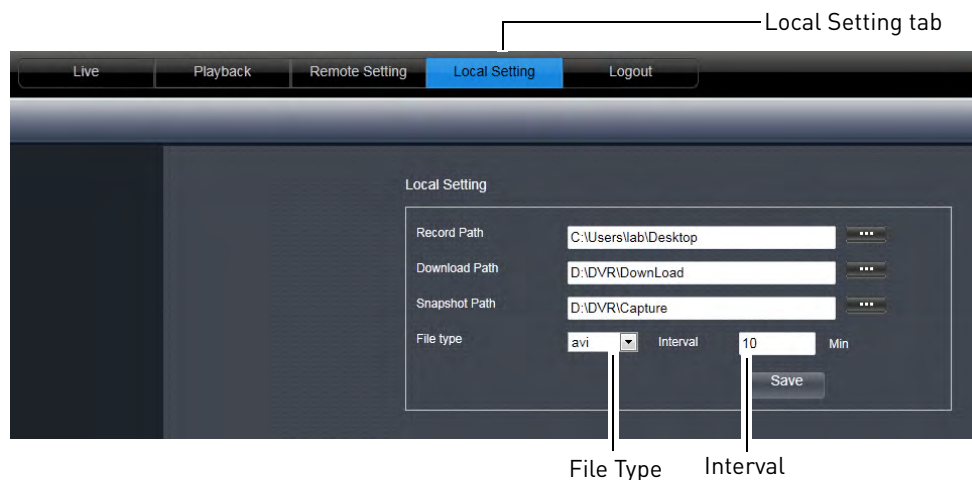 Local Setting tab
Live Playback Remote Setting Local Setting Logout
Local Setting
Record Path C:\Users\lab\Desktop ...
Download Path D:\DVR\DownLoad ...
Snapshot Path D:\DVR\Capture ...
File type avi Interval 10 Min
Save
File Type Interval